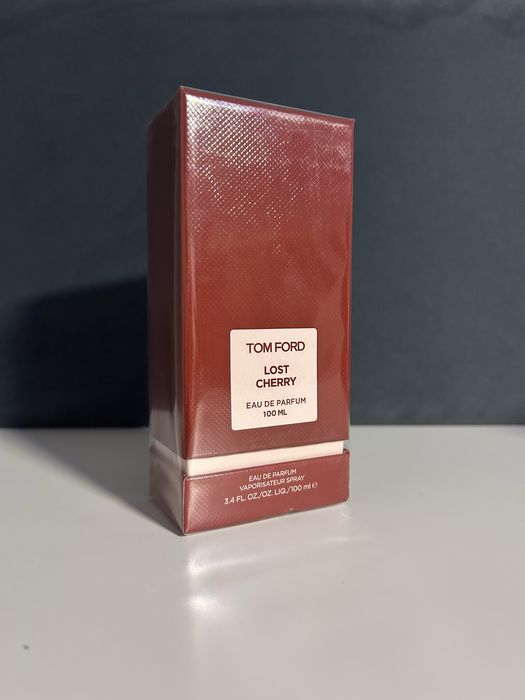 TOM FORD
LOST
CHERRY
EAU DE PARFUM
100 ML
EAU DE PARFUM
VAPORISATEUR SPRAY
3.4 FL. OZ./OZ. LIQ./100 ml ℮